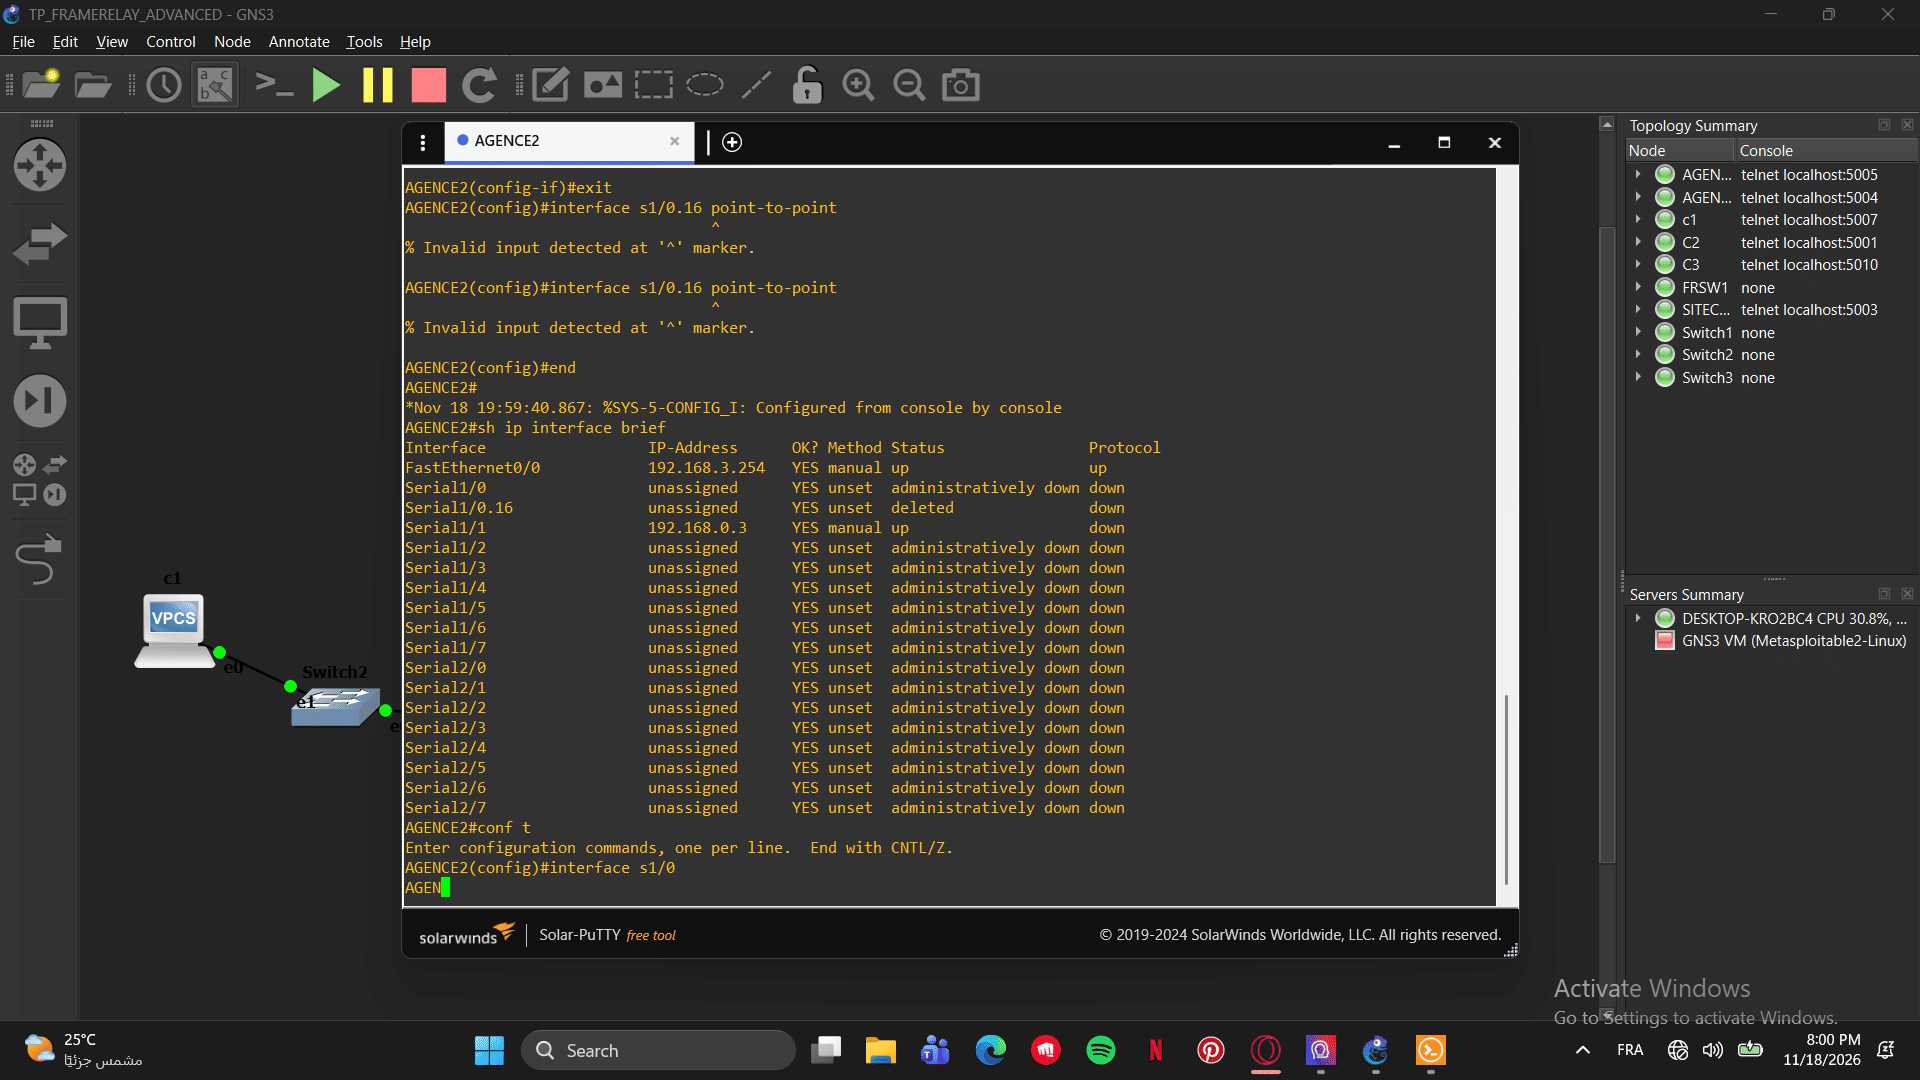 TP_FRAMERELAY_ADVANCED - GNS3
File Edit View Control Node Annotate Tools Help
AGENCE2
AGENCE2(config-if)#exit
AGENCE2(config)#interface s1/0.16 point-to-point
^
% Invalid input detected at '^' marker.
AGENCE2(config)#interface s1/0.16 point-to-point
^
% Invalid input detected at '^' marker.
AGENCE2(config)#end
AGENCE2#
*Nov 18 19:59:40.867: %SYS-5-CONFIG_I: Configured from console by console
AGENCE2#sh ip interface brief
Interface IP-Address OK? Method Status Protocol
FastEthernet0/0 192.168.3.254 YES manual up up
Serial1/0 unassigned YES unset administratively down down
Serial1/0.16 unassigned YES unset deleted down
Serial1/1 192.168.0.3 YES manual up down
Serial1/2 unassigned YES unset administratively down down
Serial1/3 unassigned YES unset administratively down down
Serial1/4 unassigned YES unset administratively down down
Serial1/5 unassigned YES unset administratively down down
Serial1/6 unassigned YES unset administratively down down
Serial1/7 unassigned YES unset administratively down down
Serial2/0 unassigned YES unset administratively down down
Serial2/1 unassigned YES unset administratively down down
Serial2/2 unassigned YES unset administratively down down
Serial2/3 unassigned YES unset administratively down down
Serial2/4 unassigned YES unset administratively down down
Serial2/5 unassigned YES unset administratively down down
Serial2/6 unassigned YES unset administratively down down
Serial2/7 unassigned YES unset administratively down down
AGENCE2#conf t
Enter configuration commands, one per line. End with CNTL/Z.
AGENCE2(config)#interface s1/0
AGEN
solarwinds Solar-PuTTY free tool © 2019-2024 SolarWinds Worldwide, LLC. All rights reserved.
c1
VPCS
e0
Switch2
e1
e
Topology Summary
Node Console
AGEN... telnet localhost:5005
AGEN... telnet localhost:5004
c1 telnet localhost:5007
C2 telnet localhost:5001
C3 telnet localhost:5010
FRSW1 none
SITEC... telnet localhost:5003
Switch1 none
Switch2 none
Switch3 none
Servers Summary
DESKTOP-KRO2BC4 CPU 30.8%, ...
GNS3 VM (Metasploitable2-Linux)
Activate Windows
Go to Settings to activate Windows.
25°C
مشمس جزئيًا
Search
FRA
8:00 PM
11/18/2026